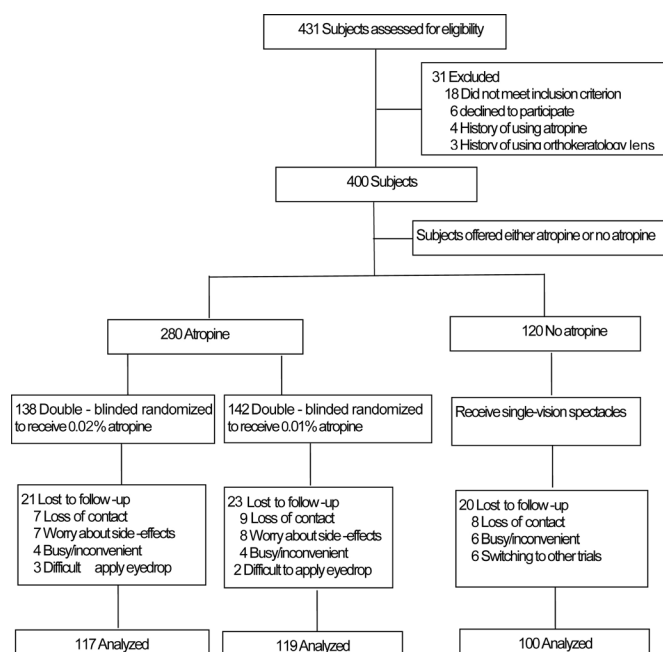 431 Subjects assessed for eligibility
31 Excluded
18 Did not meet inclusion criterion
6 declined to participate
4 History of using atropine
3 History of using orthokeratology lens
400 Subjects
Subjects offered either atropine or no atropine
280 Atropine
120 No atropine
138 Double - blinded randomized
to receive 0.02% atropine
142 Double - blinded randomized
to receive 0.01% atropine
Receive single-vision spectacles
21 Lost to follow -up
7 Loss of contact
7 Worry about side -effects
4 Busy/inconvenient
3 Difficult apply eyedrop
23 Lost to follow -up
9 Loss of contact
8 Worry about side -effects
4 Busy/inconvenient
2 Difficult to apply eyedrop
20 Lost to follow -up
8 Loss of contact
6 Busy/inconvenient
6 Switching to other trials
117 Analyzed
119 Analyzed
100 Analyzed